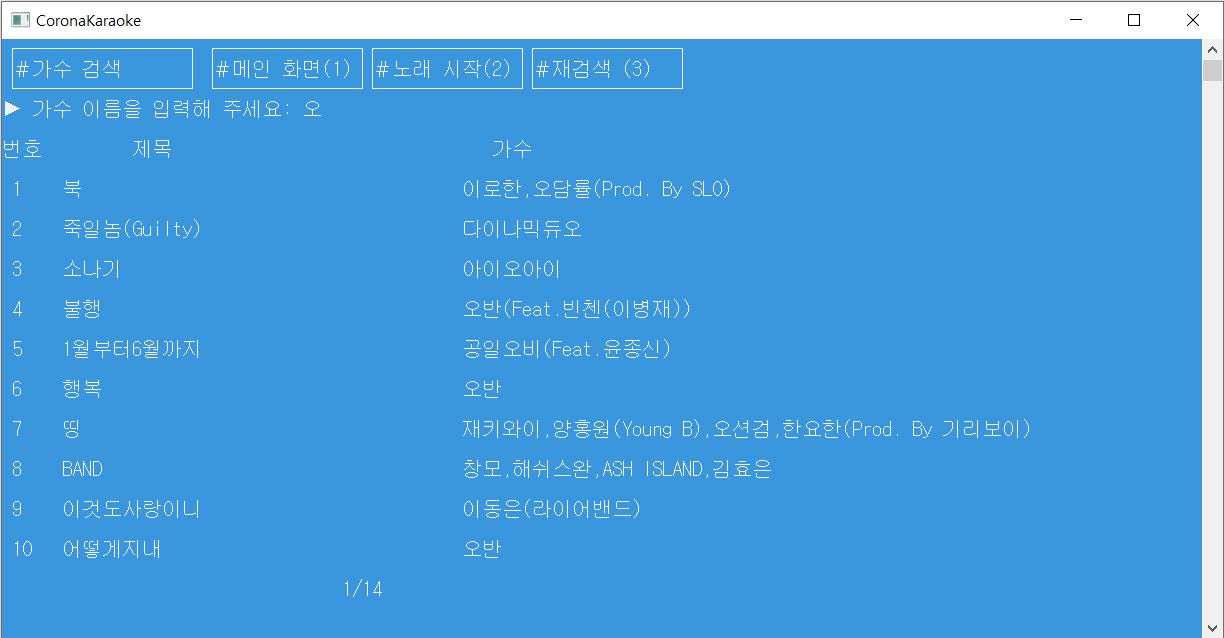 CoronaKaraoke
#가수 검색 #메인 화면(1) #노래 시작(2) #재검색 (3)
▶ 가수 이름을 입력해 주세요: 오
번호 제목 가수
1 북 이로한,오담률(Prod. By SLO)
2 죽일놈(Guilty) 다이나믹듀오
3 소나기 아이오아이
4 불행 오반(Feat.빈첸(이병재))
5 1월부터6월까지 공일오비(Feat.윤종신)
6 행복 오반
7 띵 재키와이,양홍원(Young B),오션검,한요한(Prod. By 기리보이)
8 BAND 창모,해쉬스완,ASH ISLAND,김효은
9 이것도사랑이니 이동은(라이어밴드)
10 어떻게지내 오반
1/14